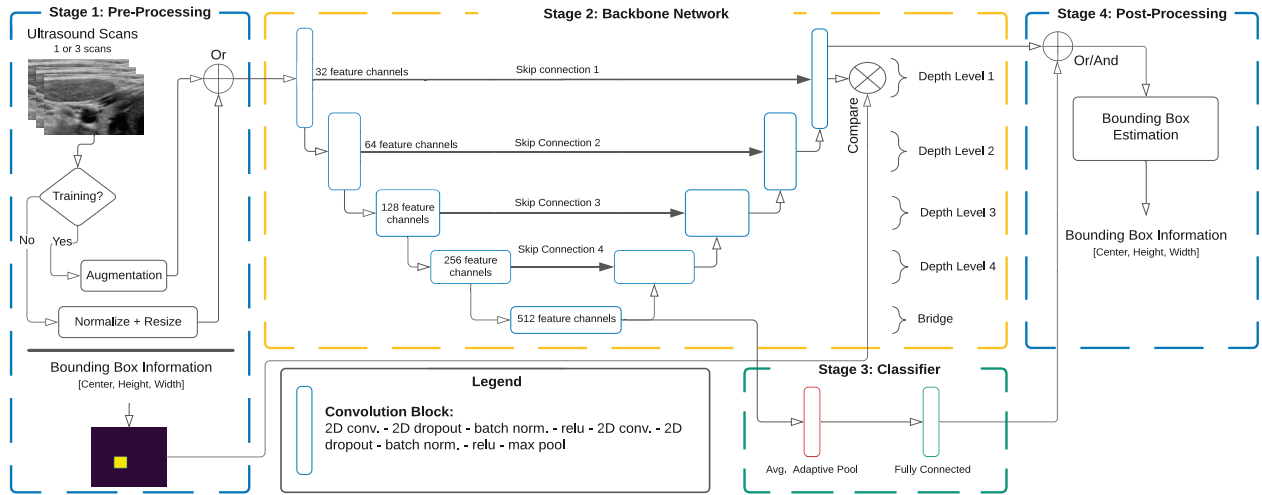 Stage 1: Pre-Processing
Ultrasound Scans
1 or 3 scans
Or
Training?
No
Yes
Augmentation
Normalize + Resize
Bounding Box Information
[Center, Height, Width]
Stage 2: Backbone Network
32 feature channels
Skip connection 1
Compare
Depth Level 1
64 feature channels
Skip Connection 2
Depth Level 2
128 feature
channels
Skip Connection 3
Depth Level 3
256 feature
channels
Skip Connection 4
Depth Level 4
512 feature channels
Bridge
Legend
Convolution Block:
2D conv. - 2D dropout - batch norm. - relu - 2D conv. - 2D
dropout - batch norm. - relu - max pool
Stage 3: Classifier
Avg. Adaptive Pool
Fully Connected
Stage 4: Post-Processing
Or/And
Bounding Box
Estimation
Bounding Box Information
[Center, Height, Width]